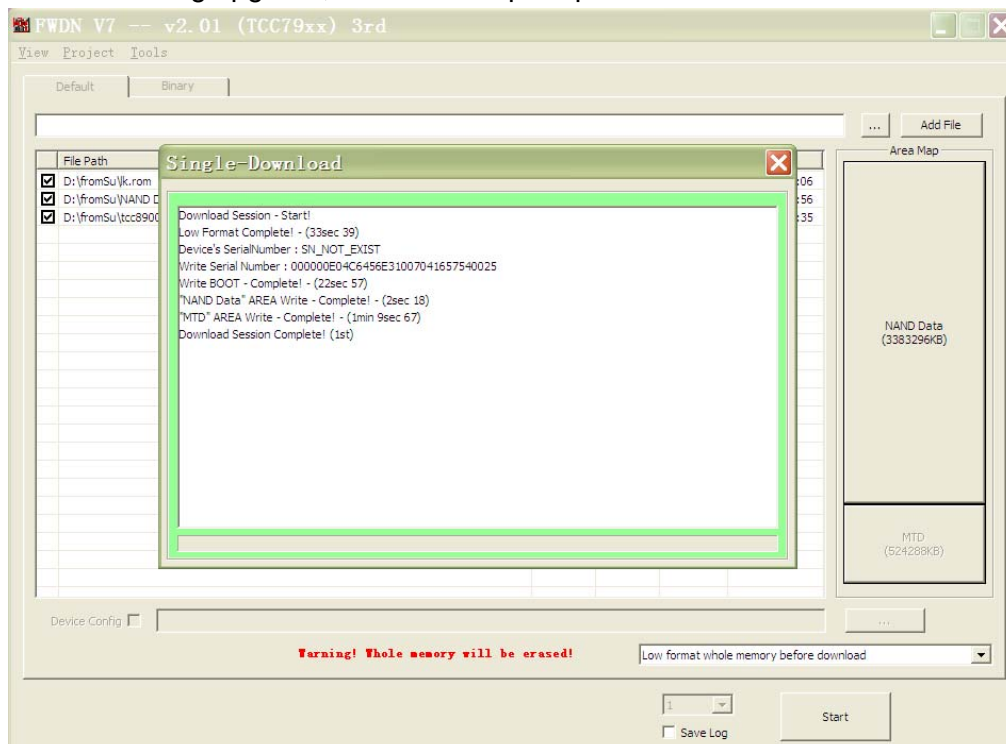 FWDN V7 -- v2.01 (TCC79xx) 3rd
View Project Tools
Default Binary
... Add File
File Path
Area Map
D:\fromSu\lk.rom :06
D:\fromSu\NAND D :56
D:\fromSu\tcc8900 :35
Single-Download
Download Session - Start!
Low Format Complete! - (33sec 39)
Device's SerialNumber : SN_NOT_EXIST
Write Serial Number : 000000E04C6456E31007041657540025
Write BOOT - Complete! - (22sec 57)
"NAND Data" AREA Write - Complete! - (2sec 18)
"MTD" AREA Write - Complete! - (1min 9sec 67)
Download Session Complete! (1st)
NAND Data
(3383296KB)
MTD
(524288KB)
Device Config ...
Warning! Whole memory will be erased! Low format whole memory before download
1
Save Log
Start